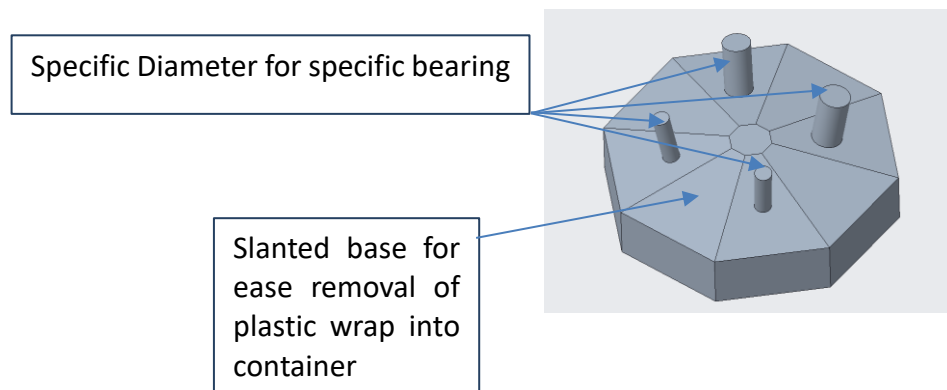 Specific Diameter for specific bearing
Slanted base for
ease removal of
plastic wrap into
container